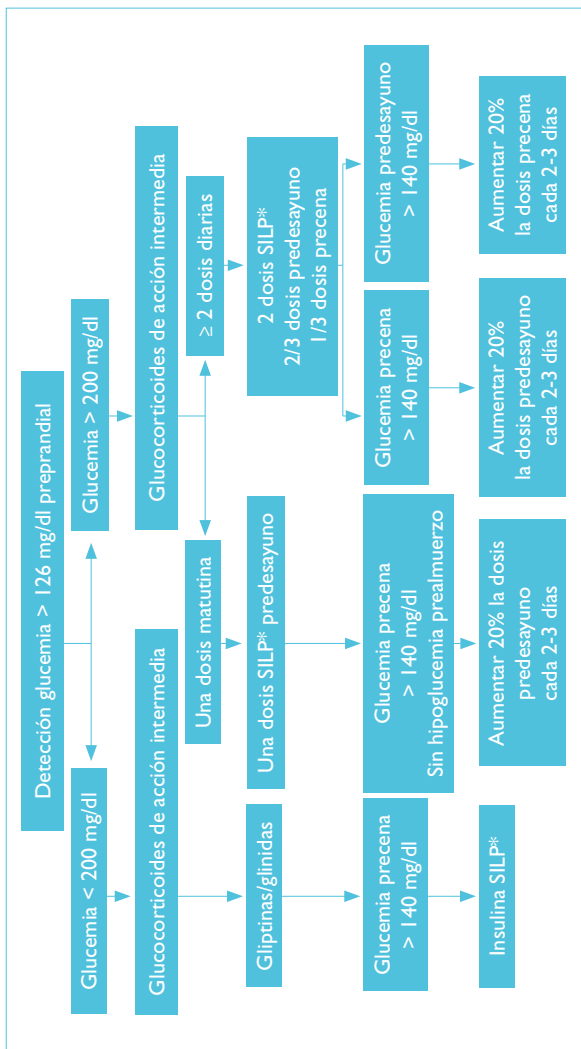 Detección glucemia > 126 mg/dl preprandial
Glucemia < 200 mg/dl
Glucemia > 200 mg/dl
Glucocorticoides de acción intermedia
Glucocorticoides de acción intermedia
Una dosis matutina
≥ 2 dosis diarias
Gliptinas/glinidas
Una dosis SILP* predesayuno
2 dosis SILP*
2/3 dosis predesayuno
1/3 dosis precena
Glucemia precena
> 140 mg/dl
Glucemia precena
> 140 mg/dl
Sin hipoglucemia prealmuerzo
Glucemia precena
> 140 mg/dl
Glucemia predesayuno
> 140 mg/dl
Insulina SILP*
Aumentar 20% la dosis
predesayuno
cada 2-3 días
Aumentar 20%
la dosis predesayuno
cada 2-3 días
Aumentar 20%
la dosis precena
cada 2-3 días